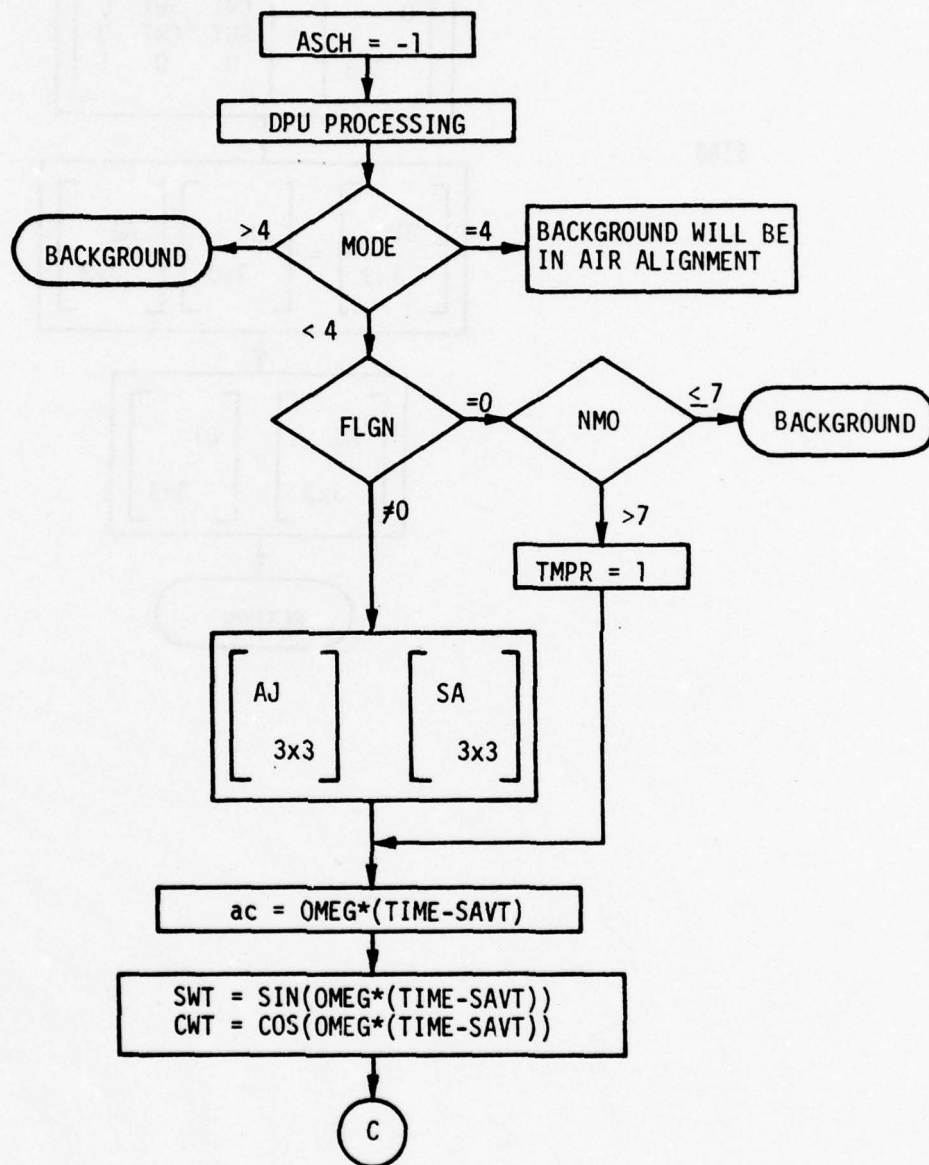 ASCH = -1
DPU PROCESSING
>4
MODE
=4
BACKGROUND
BACKGROUND WILL BE
IN AIR ALIGNMENT
< 4
FLGN
=0
NMO
≤7
BACKGROUND
≠0
>7
TMPR = 1
AJ
3x3
SA
3x3
ac = OMEG*(TIME-SAVT)
SWT = SIN(OMEG*(TIME-SAVT))
CWT = COS(OMEG*(TIME-SAVT))
C